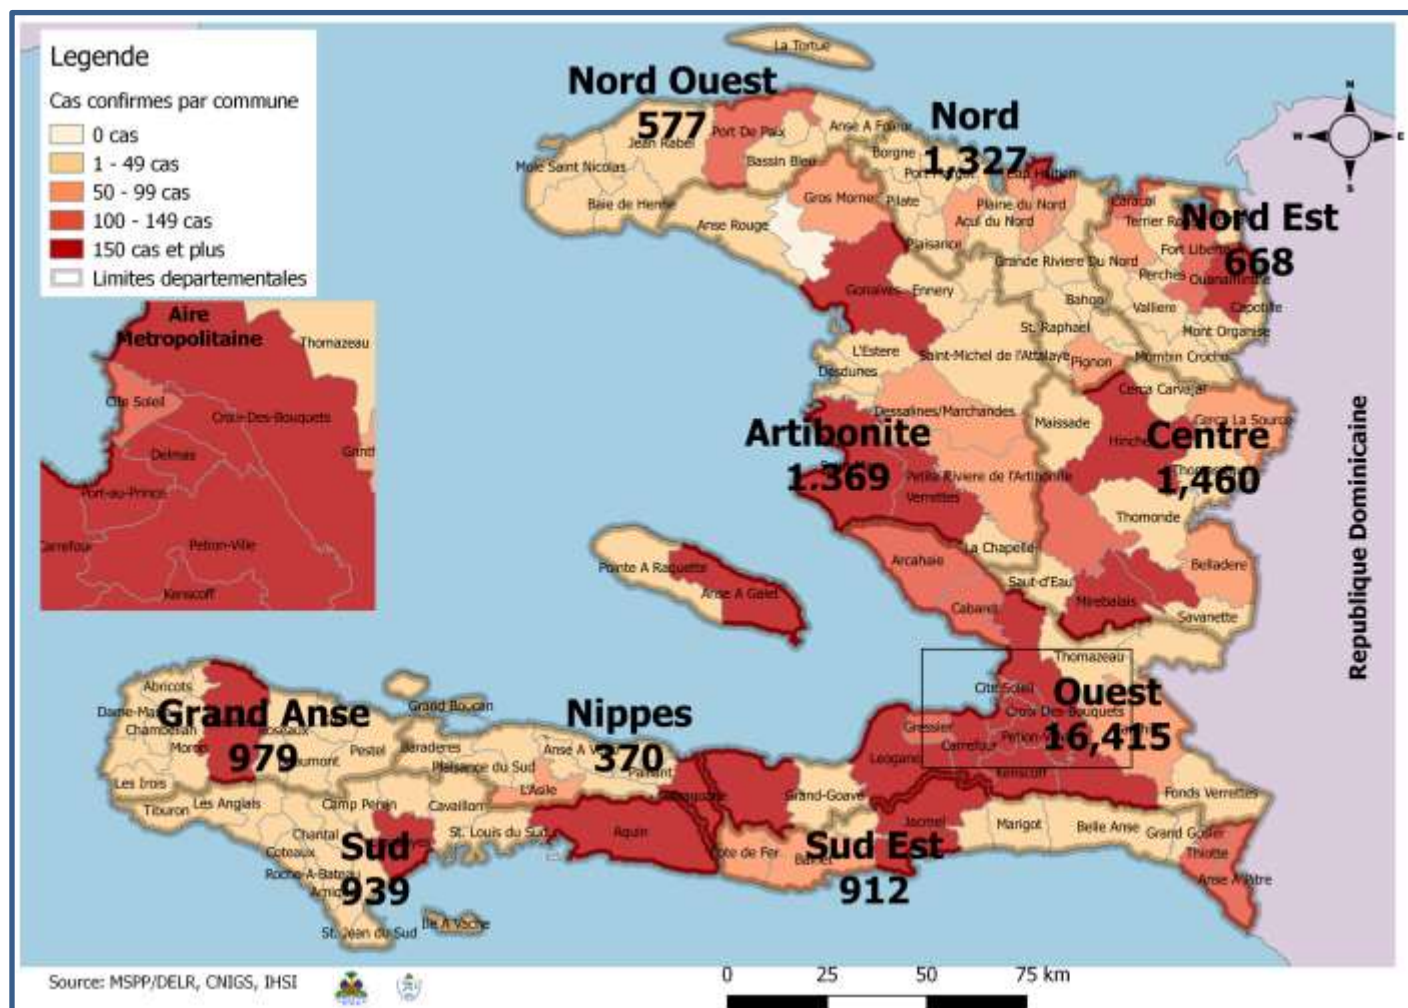 Legende
Cas confirmes par commune
0 cas
1 - 49 cas
50 - 99 cas
100 - 149 cas
150 cas et plus
Limites departementales
Aire
Metropolitaine
Thomazeau
Cite Soleil
Croix-Des-Bouquets
Delmas
Port-au-Prince
Carrefour
Petion-Ville
Kenscoff
La Tortue
Nord Ouest
577
Port De Paix
Jean Rabel
Mole Saint Nicolas
Bassin Bleu
Baie de Henne
Anse Rouge
Gros Morne
Nord
1,327
Anse A Foleur
Borgne
Pilate
Plaine du Nord
Acul du Nord
Plaisance
Grande Riviere Du Nord
Bahon
St. Raphael
Pignon
N
W
E
S
Nord Est
668
Caracol
Perches
Ouanaminthe
Valliere
Capotille
Mont Organise
Mombin Crochu
Gonaives
Ennery
L'Estere
Saint-Michel de l'Attalaye
Desdunes
Dessalines/Marchandes
Artibonite
1.369
Petite Riviere de l'Artibonite
Verrettes
La Chapelle
Cerca Carvajal
Cerca La Source
Maissade
Centre
1,460
Thomonde
Belladere
Saut-d'Eau
Mirebalais
Savanette
Republique Dominicaine
Arcahaie
Cabaret
Pointe A Raquette
Anse A Galet
Thomazeau
Ouest
16,415
Croix Des Bouquets
Gressier
Carrefour
Leogane
Kenscoff
Fonds Verrettes
Grand-Goave
Abricots
Grand Anse
979
Pestel
Les Irois
Grand Boucan
Nippes
370
Baraderes
Plaisance du Sud
L'Asile
Tiburon
Les Anglais
Camp Perrin
Cavaillon
Chantal
Coteaux
St. Louis du Sud
Aquin
Sud
939
Roche-A-Bateau
St. Jean du Sud
Ile A Vache
Cote de Fer
Sud Est
912
Jacmel
Marigot
Belle Anse
Grand Gosier
Thiotte
Anse A Pitre
Source: MSPP/DELR, CNIGS, IHSI
0 25 50 75 km